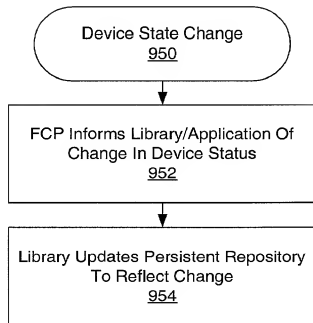 Device State Change
950
FCP Informs Library/Application Of
Change In Device Status
952
Library Updates Persistent Repository
To Reflect Change
954